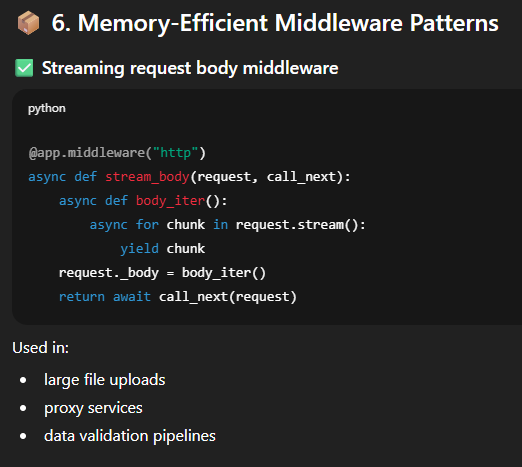 📦 6. Memory-Efficient Middleware Patterns
✅ Streaming request body middleware
python
@app.middleware("http")
async def stream_body(request, call_next):
    async def body_iter():
        async for chunk in request.stream():
            yield chunk
    request._body = body_iter()
    return await call_next(request)
Used in:
• large file uploads
• proxy services
• data validation pipelines